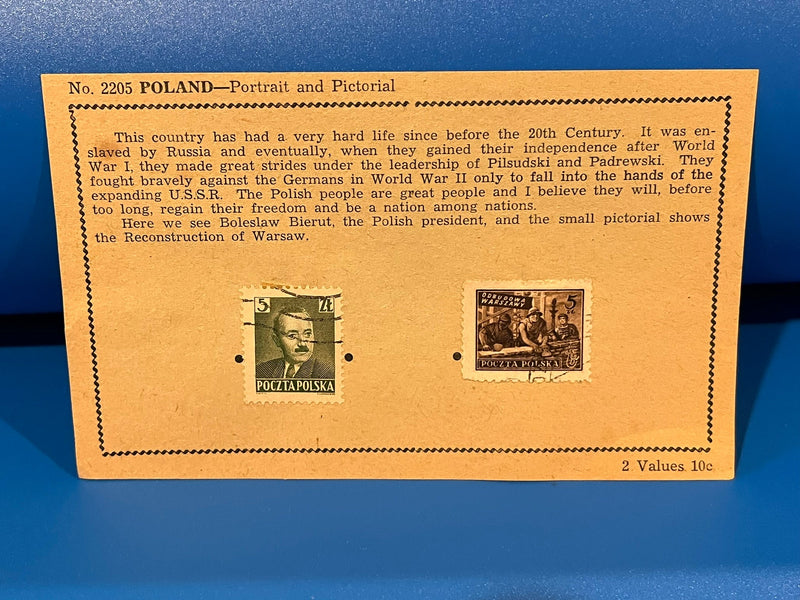 No. 2205 POLAND—Portrait and Pictorial
This country has had a very hard life since before the 20th Century. It was en-
slaved by Russia and eventually, when they gained their independence after World
War I, they made great strides under the leadership of Pilsudski and Padrewski. They
fought bravely against the Germans in World War II only to fall into the hands of the
expanding U.S.S.R. The Polish people are great people and I believe they will, before
too long, regain their freedom and be a nation among nations.
Here we see Boleslaw Bierut, the Polish president, and the small pictorial shows
the Reconstruction of Warsaw.
5 ZŁ
POCZTA POLSKA
ODBUDOWA 5
WARSZAWY
POCZTA POLSKA
2 Values 10c